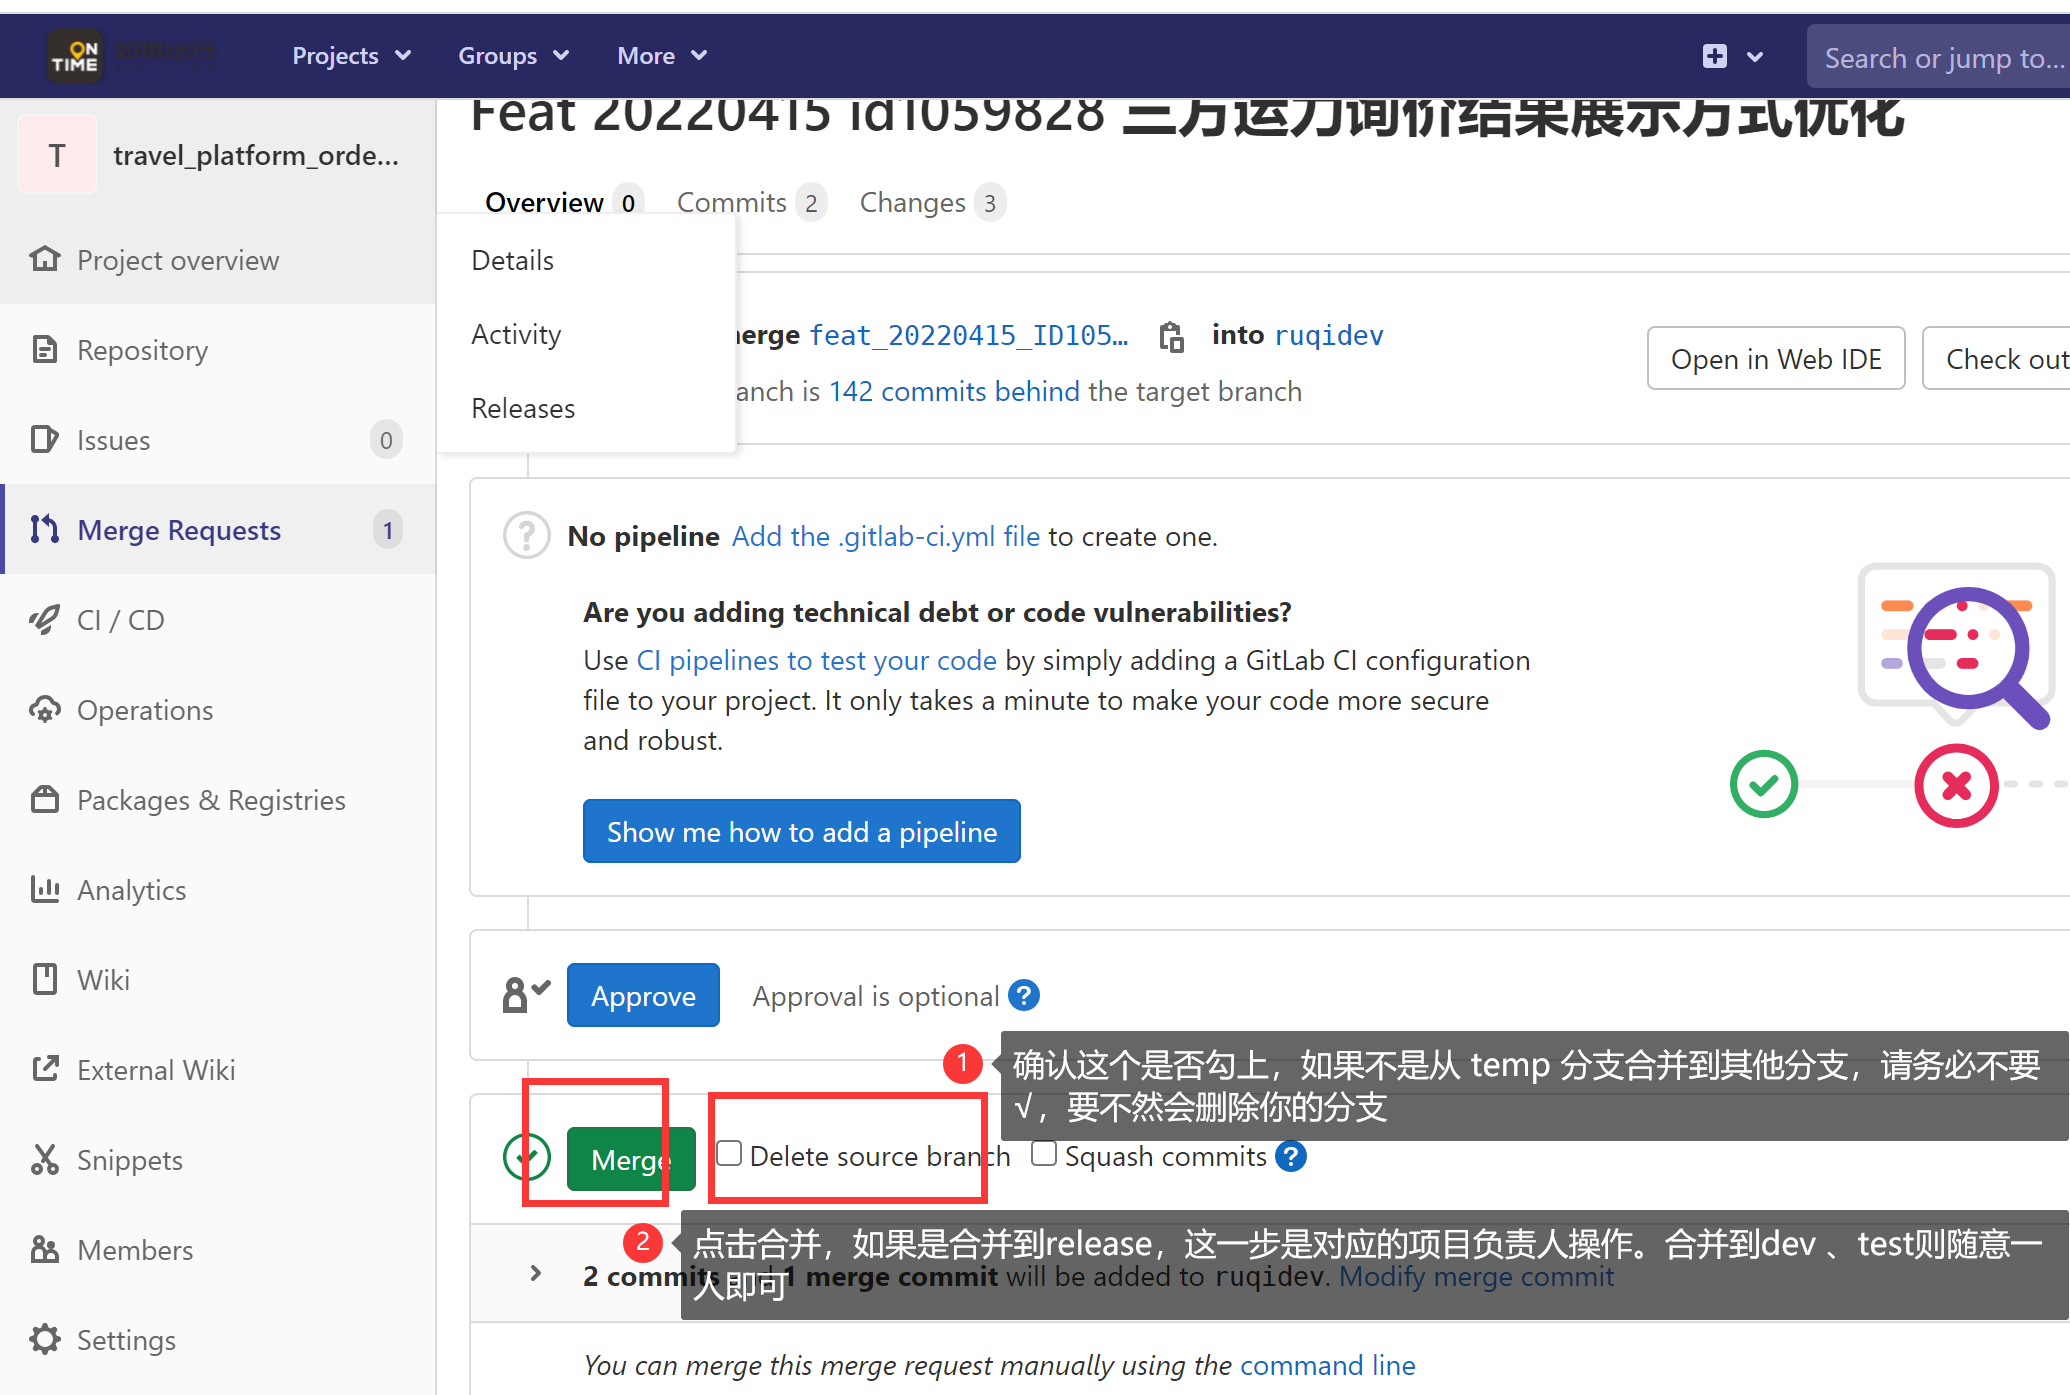 ON
TIME
Projects
Groups
More
Search or jump to...
T
travel_platform_orde...
Project overview
Repository
Issues
0
Merge Requests
1
CI / CD
Operations
Packages & Registries
Analytics
Wiki
External Wiki
Snippets
Members
Settings
Feat 20220415 id1059828 三方运力询价结果展示方式优化
Overview 0
Commits 2
Changes 3
Details
Activity
Releases
merge feat_20220415_ID105… into ruqidev
anch is 142 commits behind the target branch
Open in Web IDE
Check out
No pipeline Add the .gitlab-ci.yml file to create one.
Are you adding technical debt or code vulnerabilities?
Use CI pipelines to test your code by simply adding a GitLab CI configuration
file to your project. It only takes a minute to make your code more secure
and robust.
Show me how to add a pipeline
Approve
Approval is optional
1
确认这个是否勾上，如果不是从 temp 分支合并到其他分支，请务必不要
√，要不然会删除你的分支
Merge
Delete source branch
Squash commits
2
点击合并，如果是合并到release，这一步是对应的项目负责人操作。合并到dev 、test则随意一
人即可
2 commits 1 merge commit will be added to ruqidev. Modify merge commit
You can merge this merge request manually using the command line